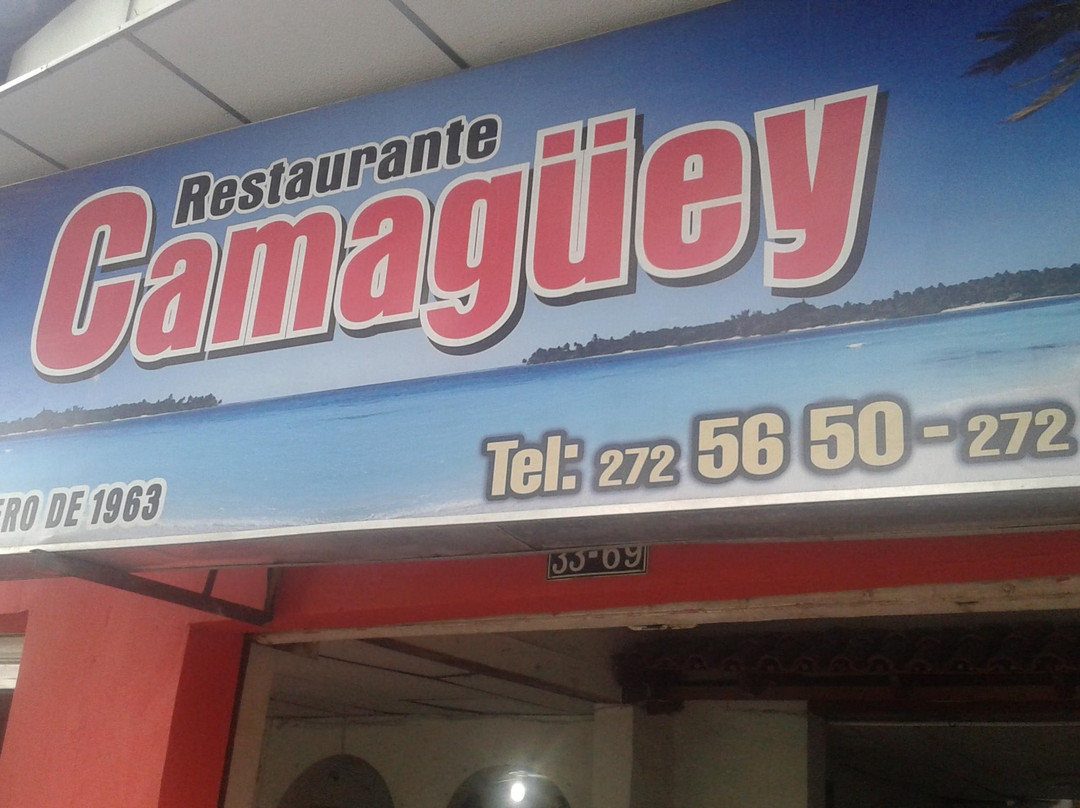 Restaurante
Camagüey
Tel: 272 56 50 - 272
DE 1963
33-69